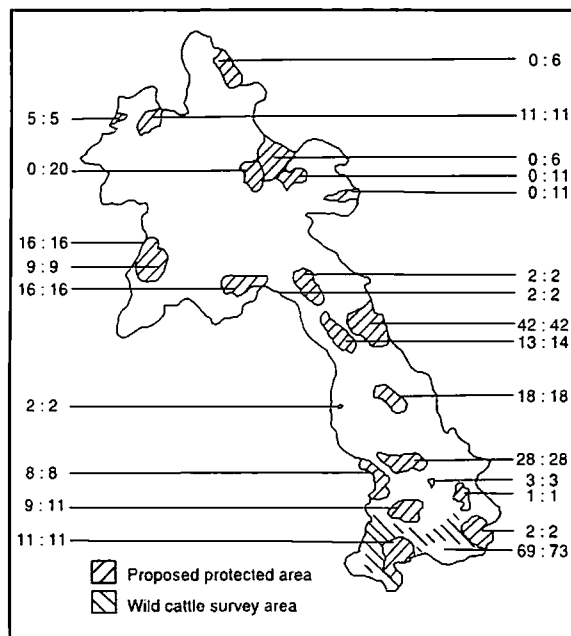 0 : 6
5 : 5
11 : 11
0 : 20
0 : 6
0 : 11
0 : 11
16 : 16
9 : 9
16 : 16
2 : 2
2 : 2
42 : 42
13 : 14
2 : 2
18 : 18
8 : 8
28 : 28
3 : 3
1 : 1
9 : 11
11 : 11
2 : 2
69 : 73
Proposed protected area
Wild cattle survey area